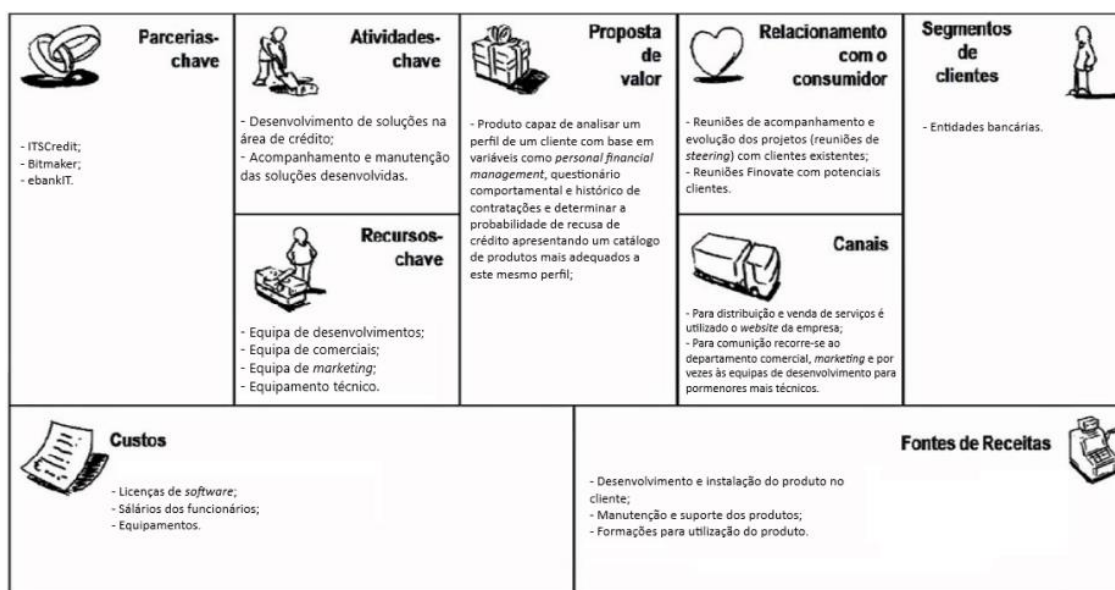 Parcerias-
chave
- ITSCredit;
- Bitmaker;
- ebankIT.
Atividades-
chave
- Desenvolvimento de soluções na
área de crédito;
- Acompanhamento e manutenção
das soluções desenvolvidas.
Recursos-
chave
- Equipa de desenvolvimentos;
- Equipa de comerciais;
- Equipa de marketing;
- Equipamento técnico.
Proposta
de
valor
- Produto capaz de analisar um
perfil de um cliente com base em
variáveis como personal financial
management, questionário
comportamental e histórico de
contratações e determinar a
probabilidade de recusa de
crédito apresentando um catálogo
de produtos mais adequados a
este mesmo perfil;
Relacionamento
com o
consumidor
- Reuniões de acompanhamento e
evolução dos projetos (reuniões de
steering) com clientes existentes;
- Reuniões Finovate com potenciais
clientes.
Canais
- Para distribuição e venda de serviços é
utilizado o website da empresa;
- Para comunição recorre-se ao
departamento comercial, marketing e por
vezes às equipas de desenvolvimento para
pormenores mais técnicos.
Segmentos
de
clientes
- Entidades bancárias.
Custos
- Licenças de software;
- Sálários dos funcionários;
- Equipamentos.
Fontes de Receitas
- Desenvolvimento e instalação do produto no
cliente;
- Manutenção e suporte dos produtos;
- Formações para utilização do produto.